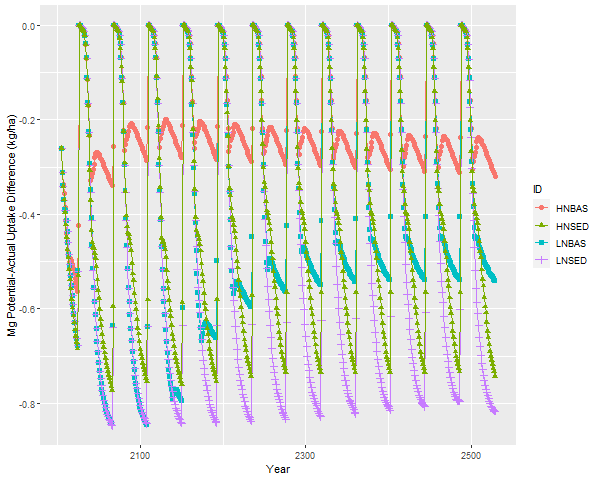 0.0
-0.2
-0.4
-0.6
-0.8
Mg Potential-Actual Uptake Difference (kg/ha)
2100
2300
2500
Year
ID
HNBAS
HNSED
LNBAS
LNSED